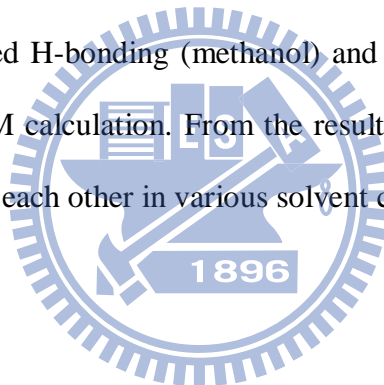 ed H-bonding (methanol) and
M calculation. From the result
each other in various solvent c
E S
A
1896